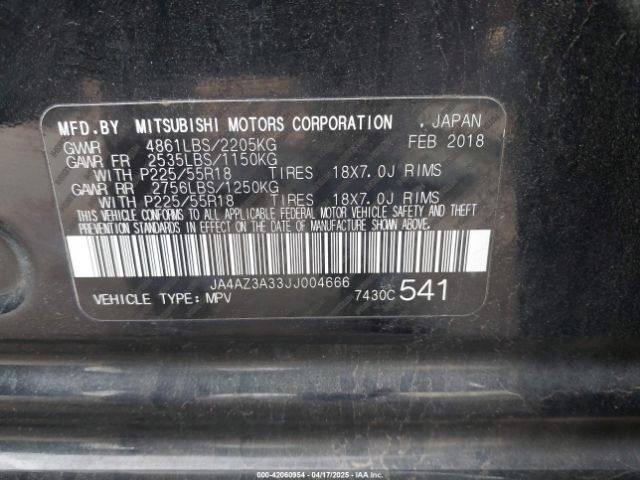 MFD.BY MITSUBISHI MOTORS CORPORATION . JAPAN
GVWR 4861LBS/2205KG FEB 2018
GAWR FR 2535LBS/1150KG
WITH P225/55R18 TIRES 18X7.0J RIMS
GAWR RR 2756LBS/1250KG
WITH P225/55R18 TIRES 18X7.0J RIMS
THIS VEHICLE CONFORMS TO ALL APPLICABLE FEDERAL MOTOR VEHICLE SAFETY AND THEFT
PREVENTION STANDARDS IN EFFECT ON THE DATE OF MANUFACTURE SHOWN ABOVE.
JA4AZ3A33JJ004666
VEHICLE TYPE: MPV 7430C 541
000-42060954 - 04/17/2025 - IAAI.COM